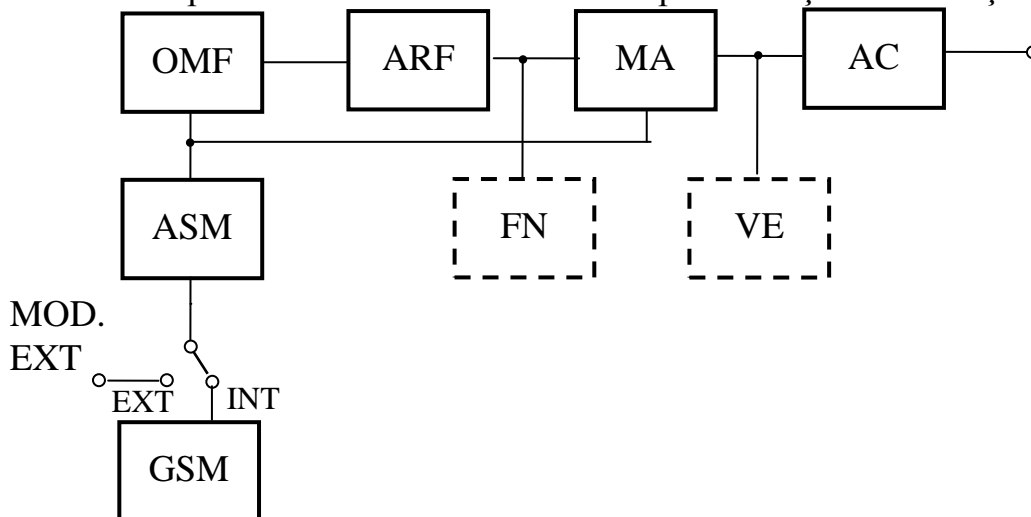 OMF ARF MA AC
ASM FN VE
MOD.
EXT
EXT INT
GSM